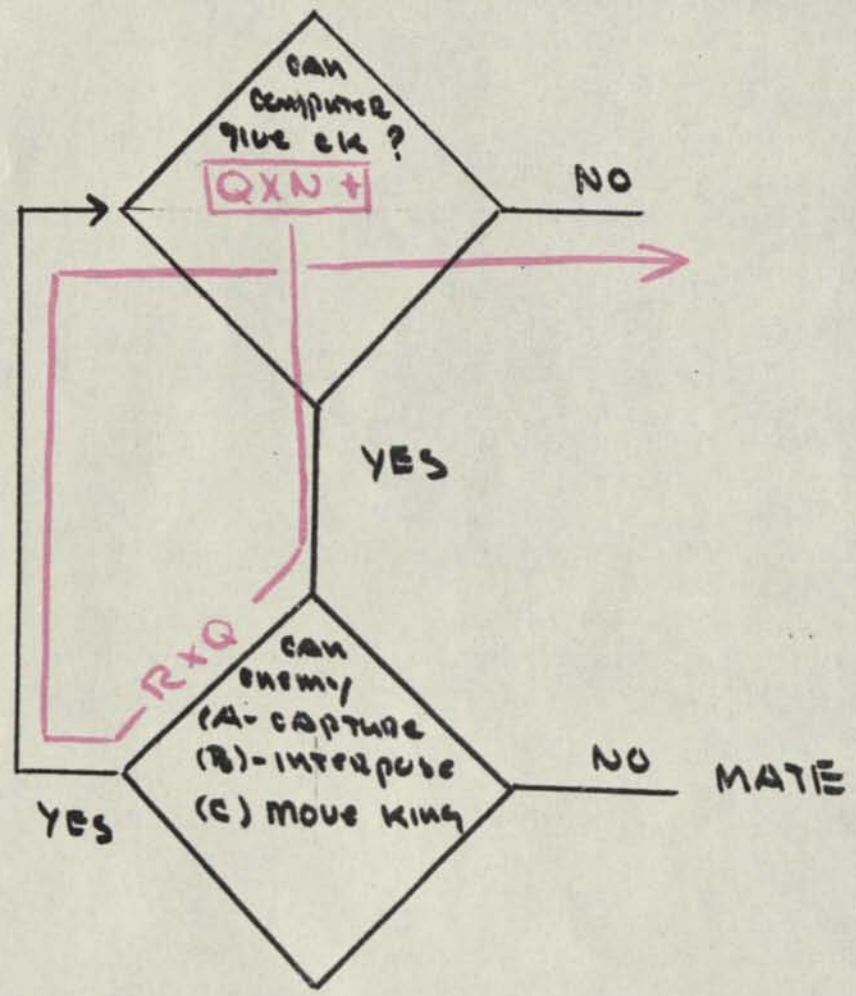 CAN
COMPUTER
give ck?
QXN+
NO
YES
RXQ
CAN
enemy
(A- CAPTURE
(B)-INTERPOSE
(C) MOVE KING
YES
NO
MATE